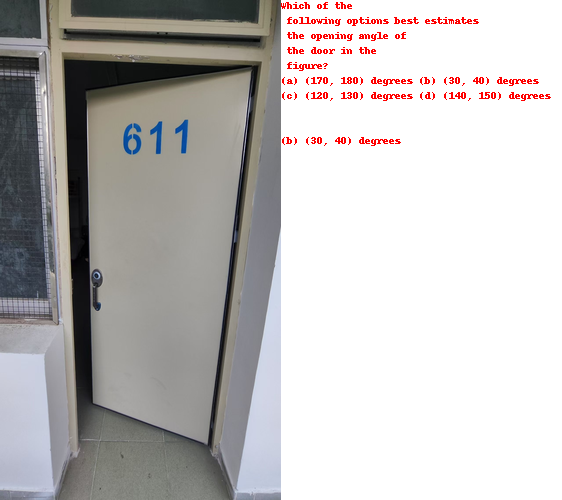 611
Which of the
following options best estimates
the opening angle of
the door in the
figure?
(a) (170, 180) degrees (b) (30, 40) degrees
(c) (120, 130) degrees (d) (140, 150) degrees
(b) (30, 40) degrees